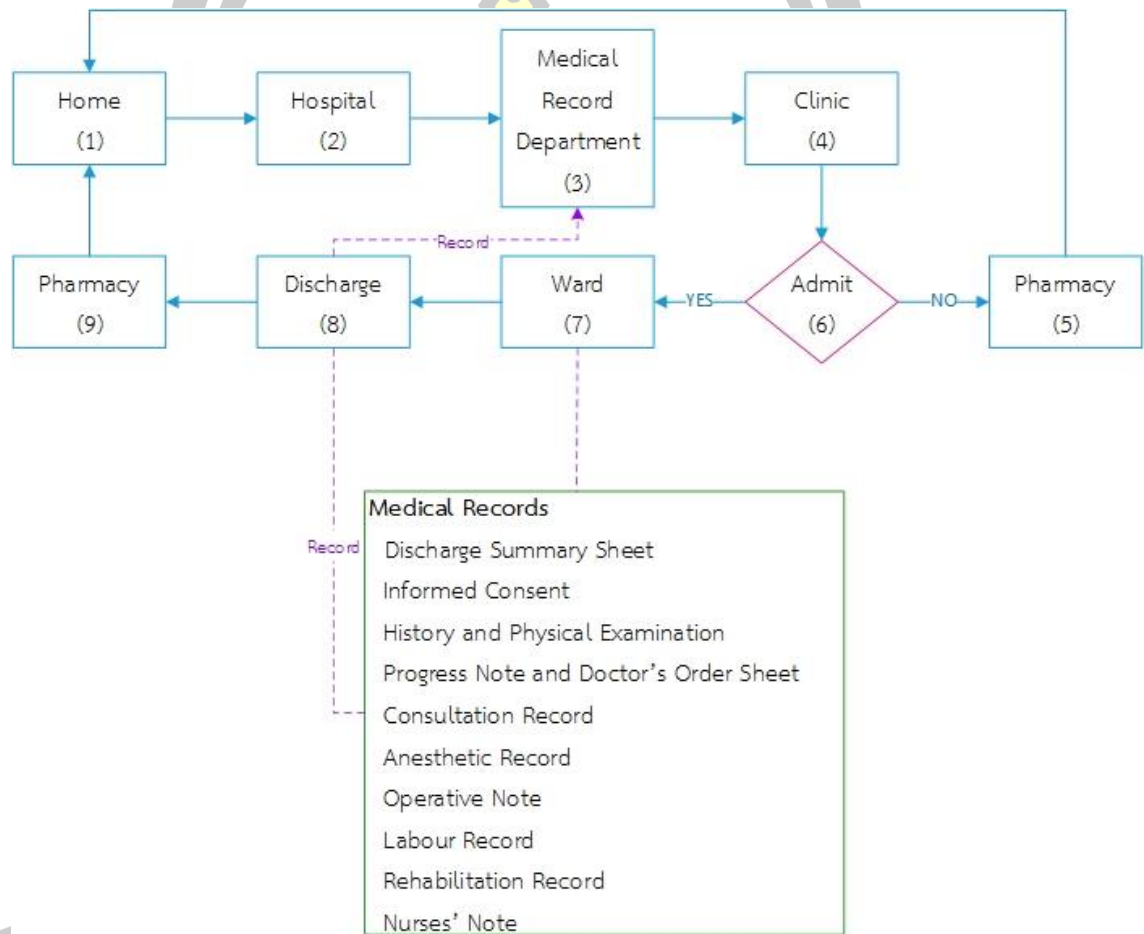 Home
(1)
Hospital
(2)
Medical
Record
Department
(3)
Clinic
(4)
Record
Pharmacy
(9)
Discharge
(8)
Ward
(7)
YES
Admit
(6)
NO
Pharmacy
(5)
Record
Medical Records
Discharge Summary Sheet
Informed Consent
History and Physical Examination
Progress Note and Doctor's Order Sheet
Consultation Record
Anesthetic Record
Operative Note
Labour Record
Rehabilitation Record
Nurses' Note